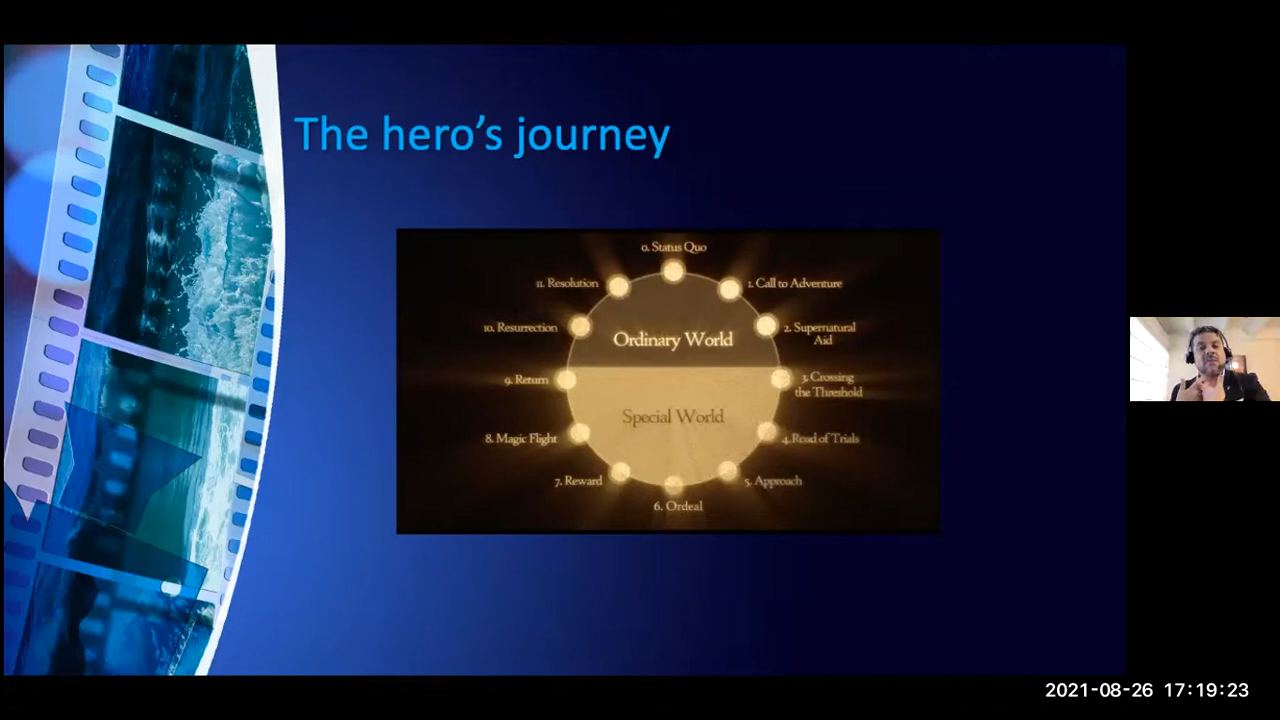 The hero's journey
0. Status Quo
1. Call to Adventure
2. Supernatural
Aid
3. Crossing
the Threshold
4. Road of Trials
5. Approach
6. Ordeal
7. Reward
8. Magic Flight
9. Return
10. Resurrection
11. Resolution
Ordinary World
Special World
2021-08-26 17:19:23